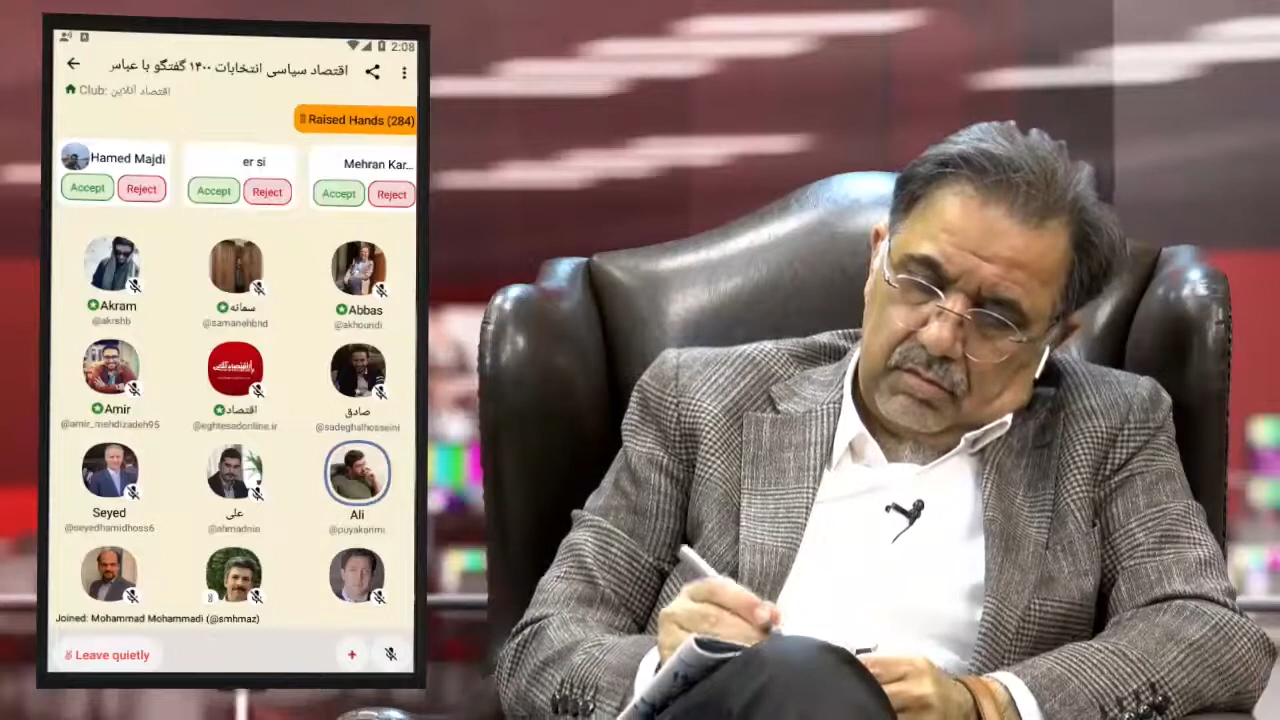 2:08
اقتصاد سیاسی انتخابات ۱۴۰۰ گفتگو با عباس
Club: اقتصاد آنلاین
Raised Hands (284)
Hamed Majdi
er si
Mehran Kar...
Accept Reject
Accept Reject
Accept Reject
Akram
سمانه
Abbas
@akrshb
@samanehbhd
@akhoundi
Amir
اقتصاد
صادق
@amir_mehdizadeh95
@eghtesadonline.ir
@sadeghalhosseini
Seyed
علی
Ali
@seyedhamidhoss6
@ahmadnia
@puyakarimi
Joined: Mohammad Mohammadi (@smhmaz)
Leave quietly
+